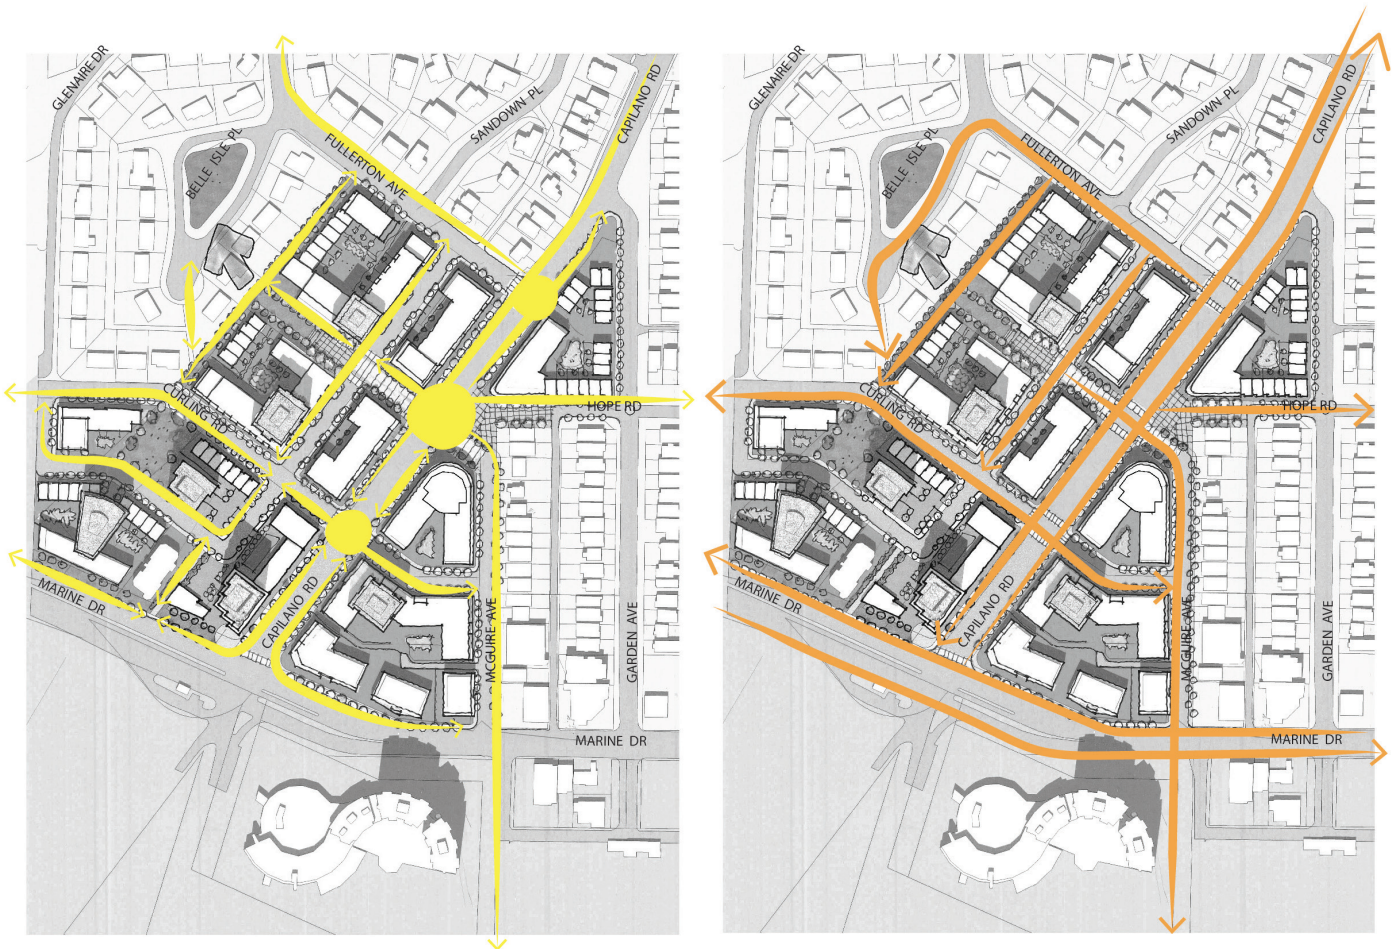 GLENAIRE DR
BELLE ISLE PL
FULLERTON AVE
SANDOWN PL
CAPILANO RD
CURLING RD
HOPE RD
MARINE DR
CAPILANO RD
MCGUIRE AVE
GARDEN AVE
MARINE DR
GLENAIRE DR
BELLE ISLE PL
FULLERTON AVE
SANDOWN PL
CAPILANO RD
CURLING RD
HOPE RD
MARINE DR
CAPILANO RD
MCGUIRE AVE
GARDEN AVE
MARINE DR